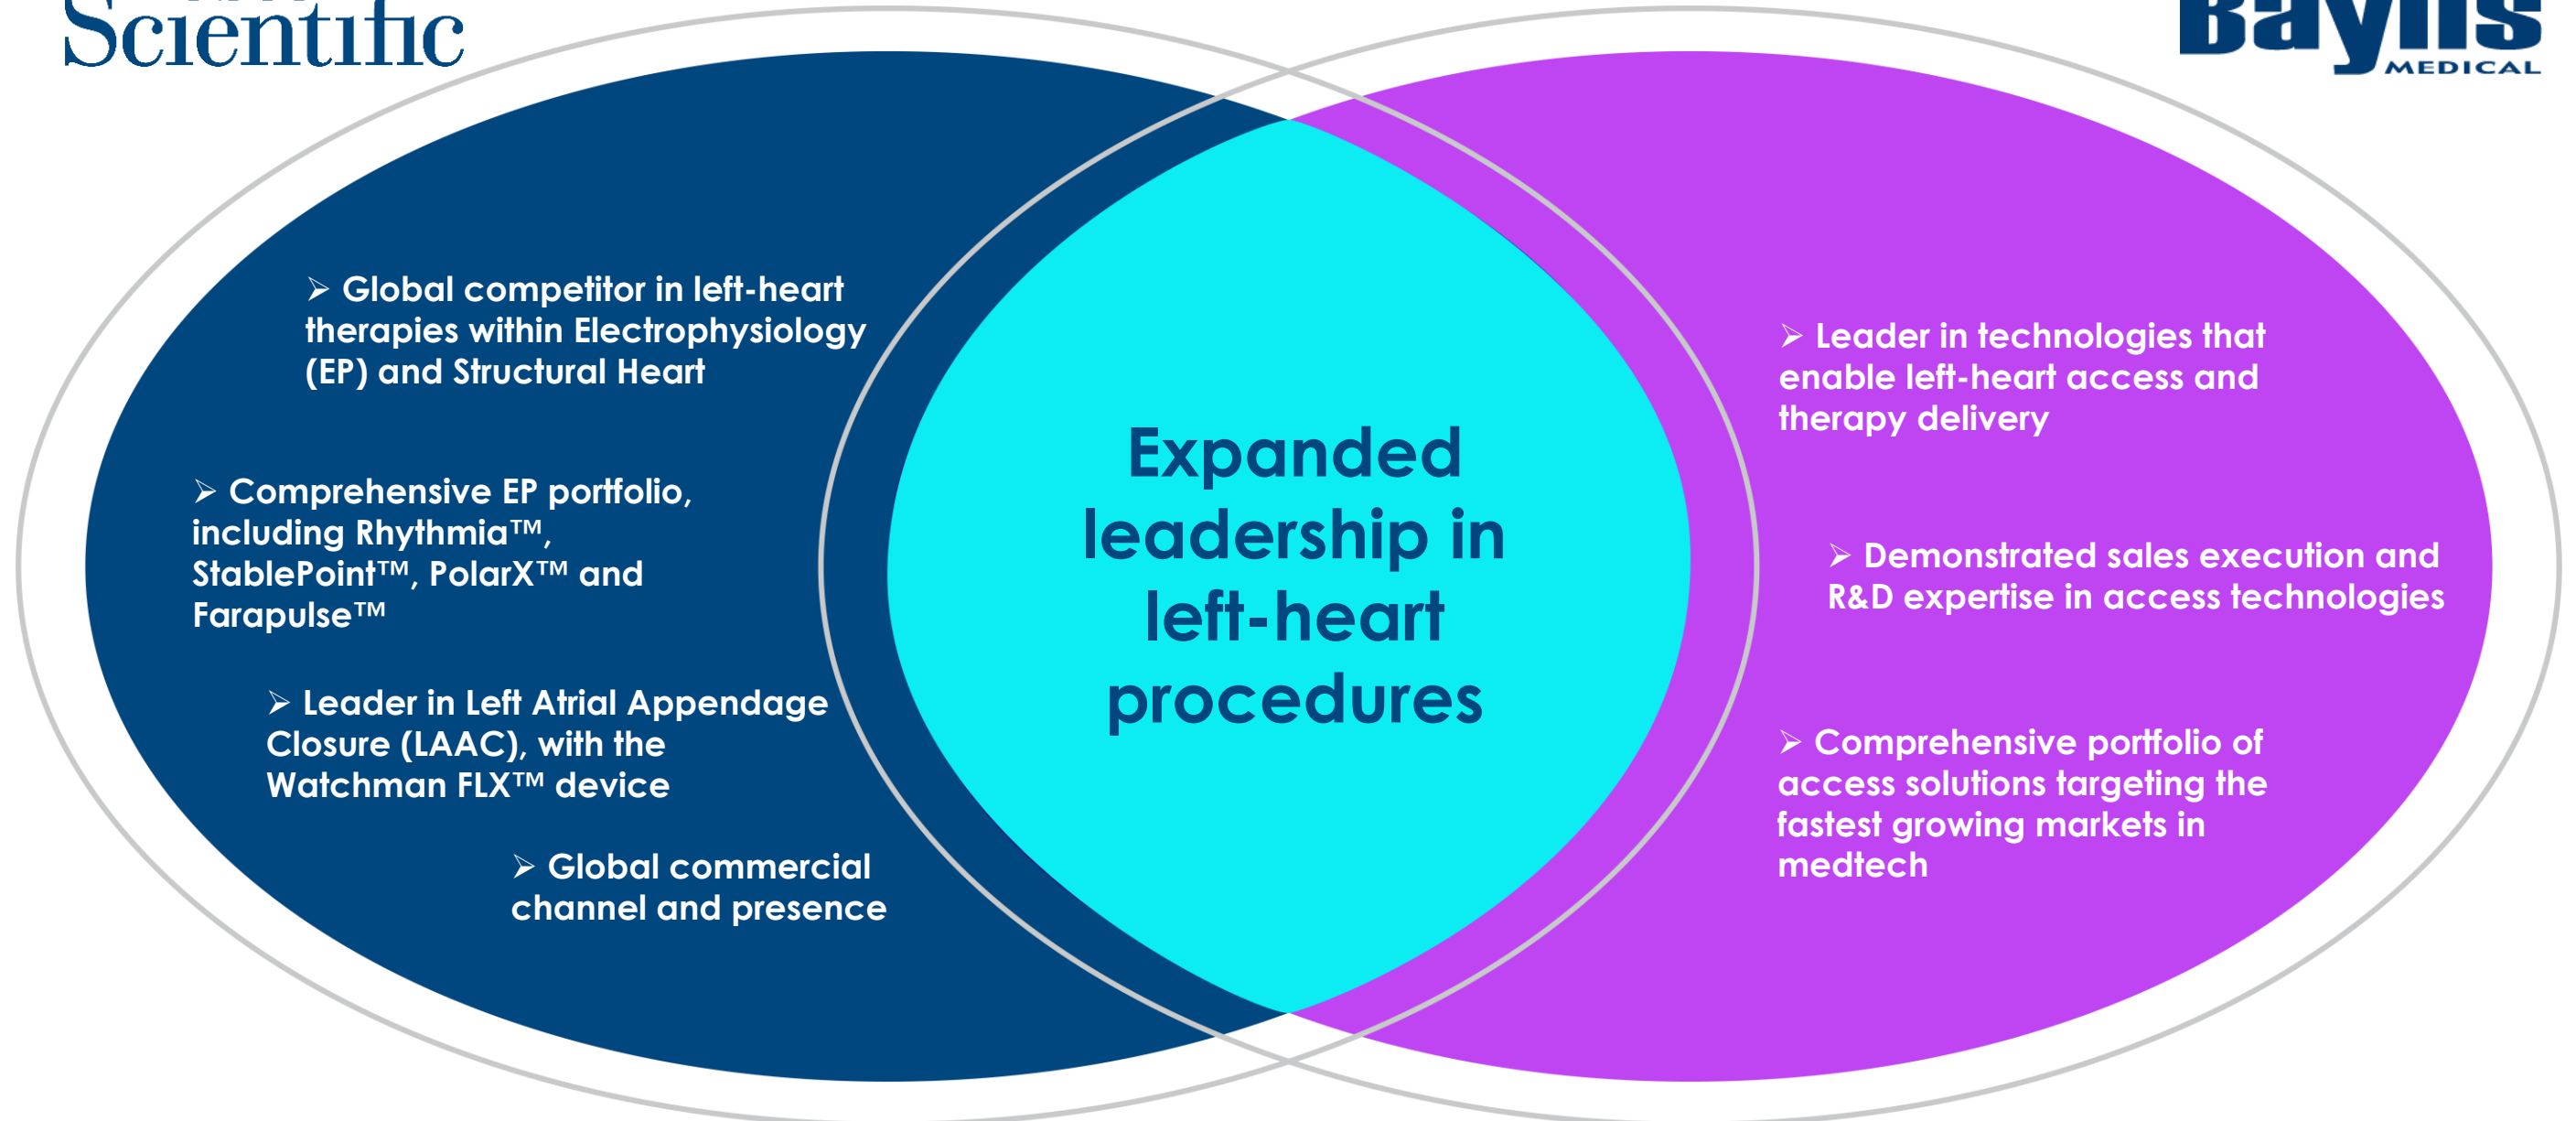 Scientific
Baylis
MEDICAL
➢ Global competitor in left-heart
therapies within Electrophysiology
(EP) and Structural Heart
➢ Comprehensive EP portfolio,
including Rhythmia™,
StablePoint™, PolarX™ and
Farapulse™
➢ Leader in Left Atrial Appendage
Closure (LAAC), with the
Watchman FLX™ device
➢ Global commercial
channel and presence
Expanded
leadership in
left-heart
procedures
➢ Leader in technologies that
enable left-heart access and
therapy delivery
➢ Demonstrated sales execution and
R&D expertise in access technologies
➢ Comprehensive portfolio of
access solutions targeting the
fastest growing markets in
medtech